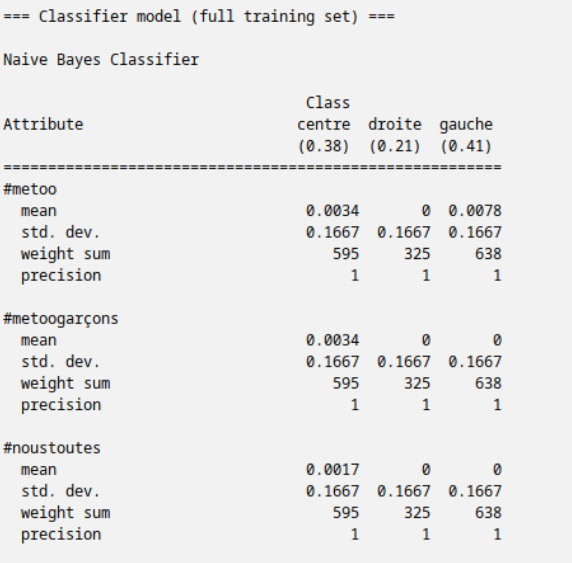 === Classifier model (full training set) ===
Naive Bayes Classifier
Class
Attribute centre droite gauche
(0.38) (0.21) (0.41)
=======================================================
#metoo
mean 0.0034 0 0.0078
std. dev. 0.1667 0.1667 0.1667
weight sum 595 325 638
precision 1 1 1
#metoogarçons
mean 0.0034 0 0
std. dev. 0.1667 0.1667 0.1667
weight sum 595 325 638
precision 1 1 1
#noustoutes
mean 0.0017 0 0
std. dev. 0.1667 0.1667 0.1667
weight sum 595 325 638
precision 1 1 1